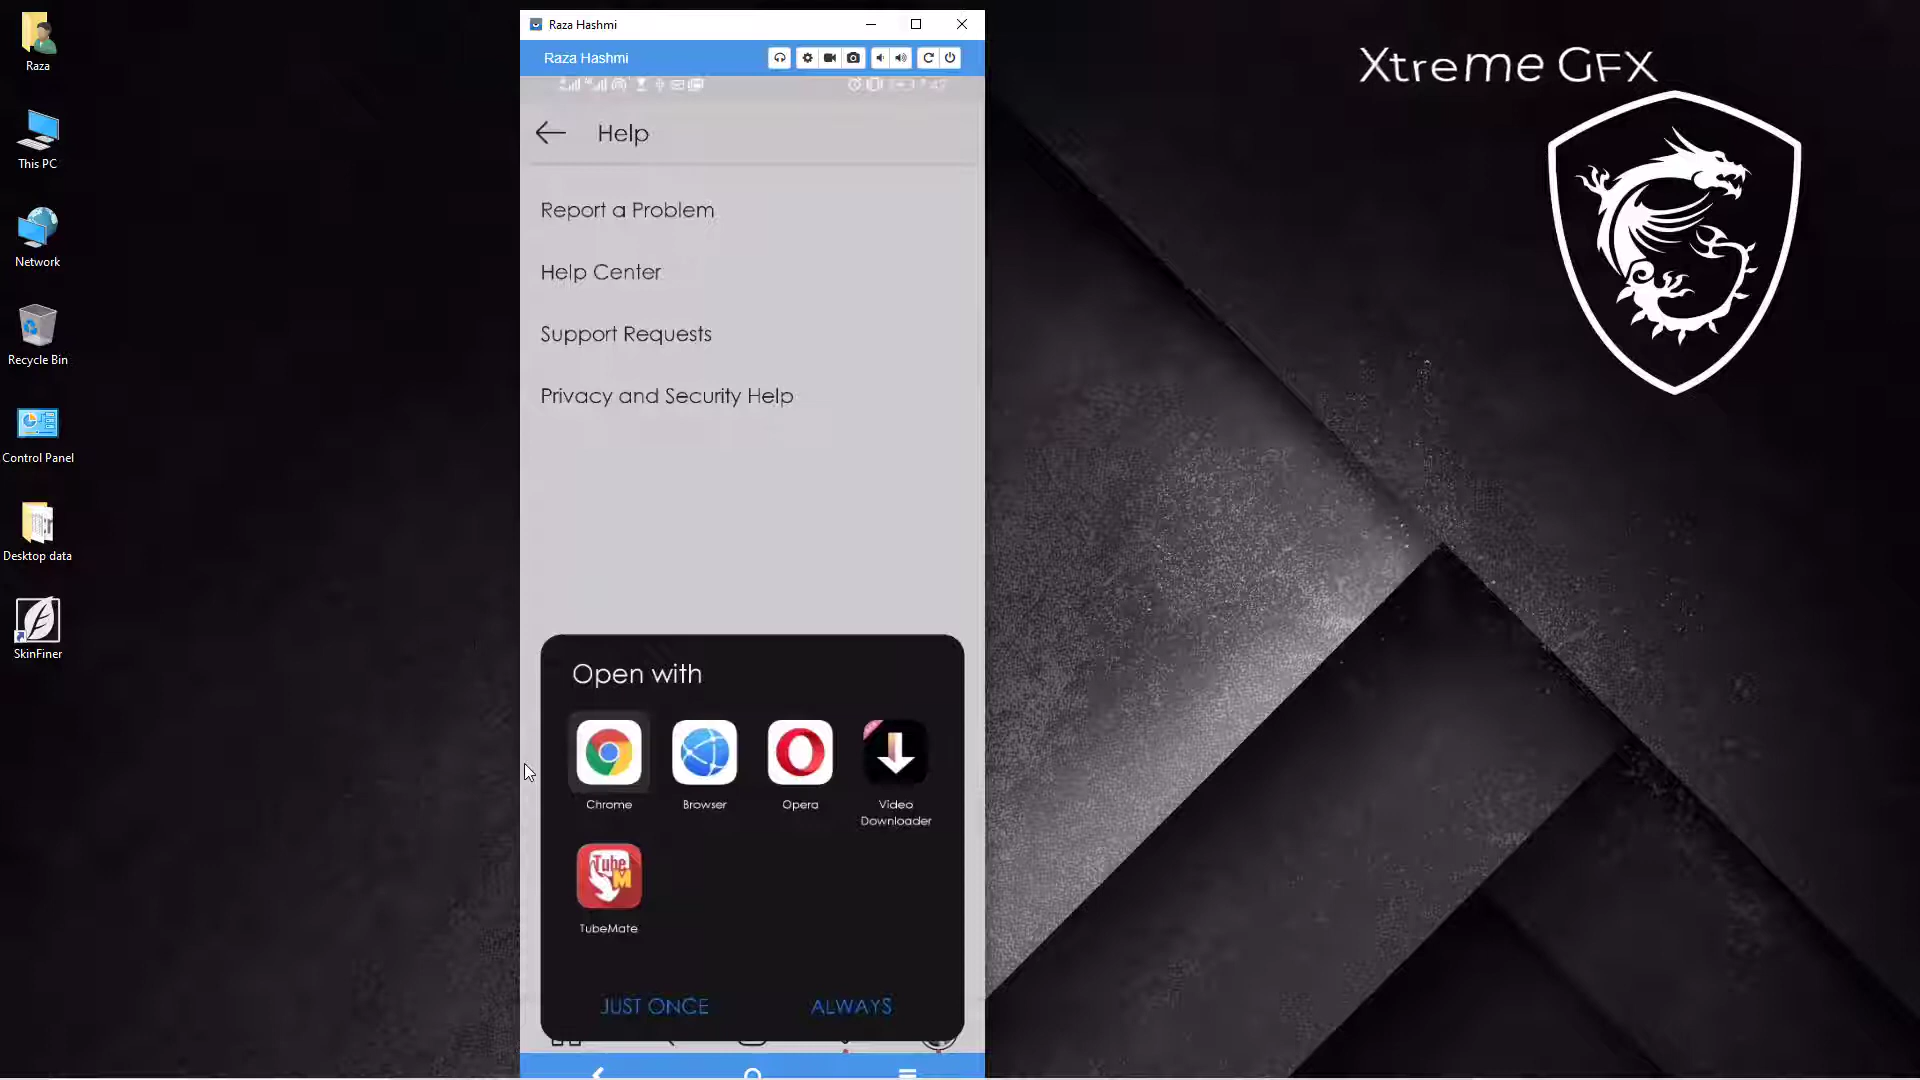 Raza
This PC
Network
Recycle Bin
Control Panel
Desktop data
SkinFiner
Raza Hashmi
Raza Hashmi
Help
Report a Problem
Help Center
Support Requests
Privacy and Security Help
Open with
Chrome
Browser
Opera
Video
Downloader
Tube
M
TubeMate
JUST ONCE
ALWAYS
Xtreme GFX